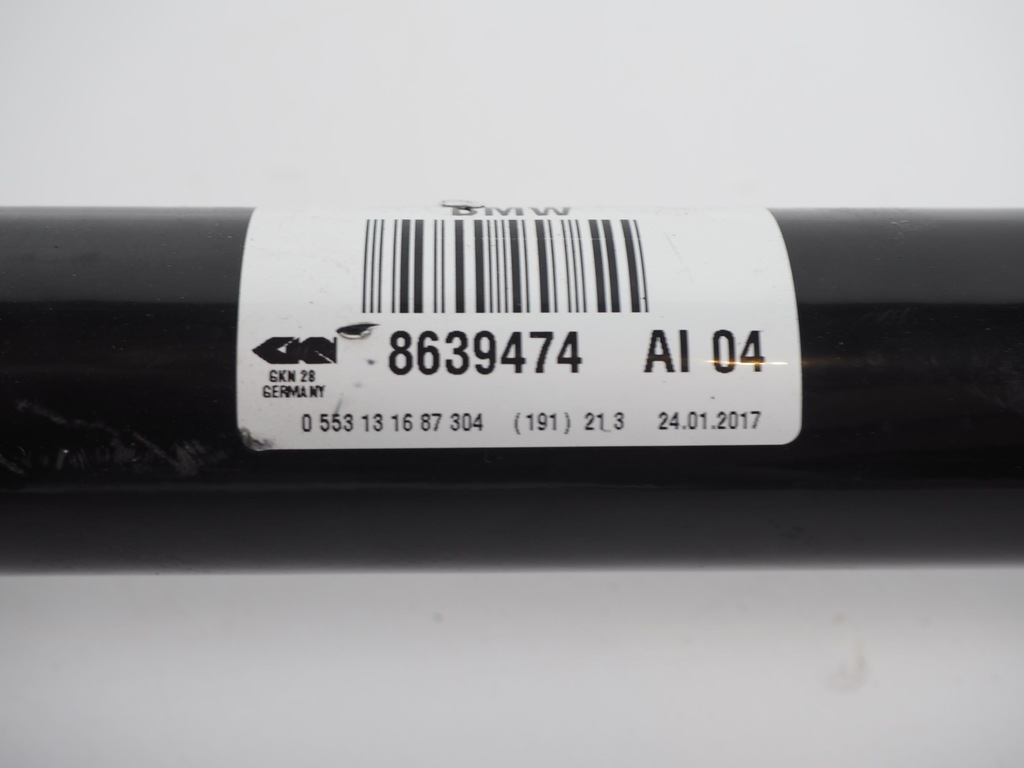 BMW
8639474 AI 04
GKN
GKN 28
GERMANY
0 553 13 16 87 304 (191) 21.3 24.01.2017